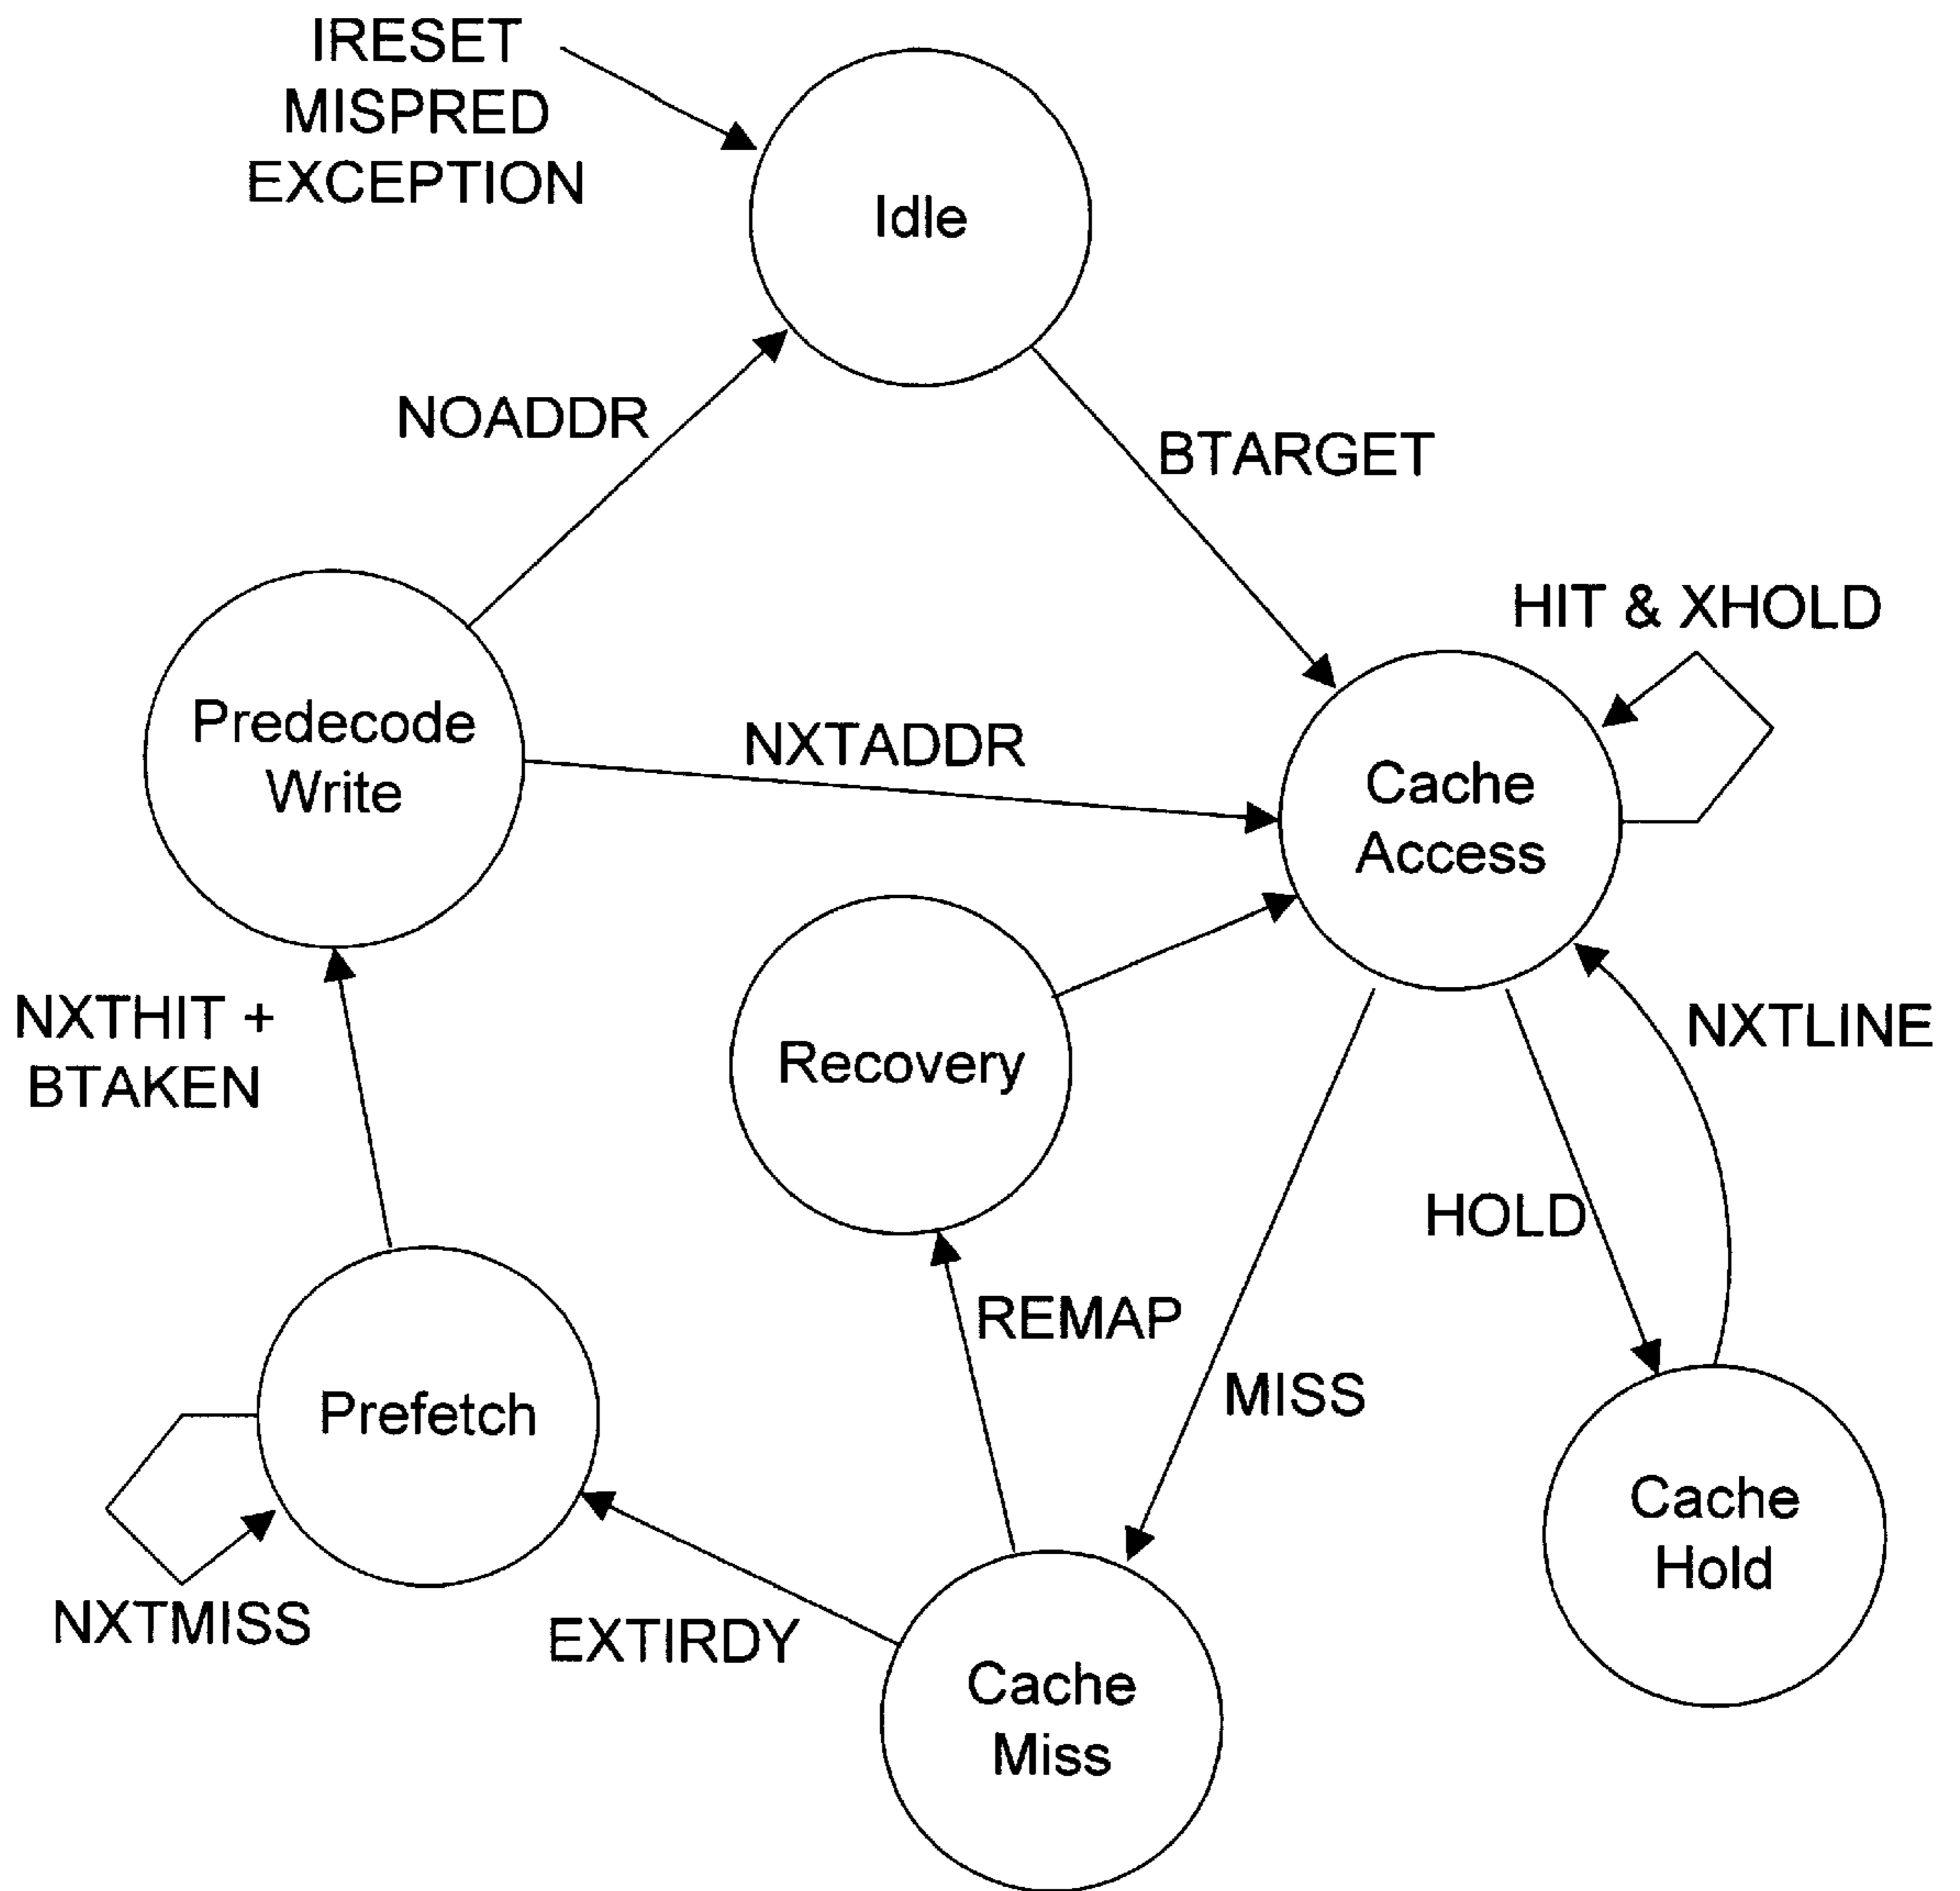 IRESET
MISPRED
EXCEPTION
Idle
NOADDR
BTARGET
HIT & XHOLD
Predecode
Write
NXTADDR
Cache
Access
NXTHIT +
BTAKEN
Recovery
NXTLINE
HOLD
REMAP
MISS
Prefetch
Cache
Hold
NXTMISS
EXTIRDY
Cache
Miss